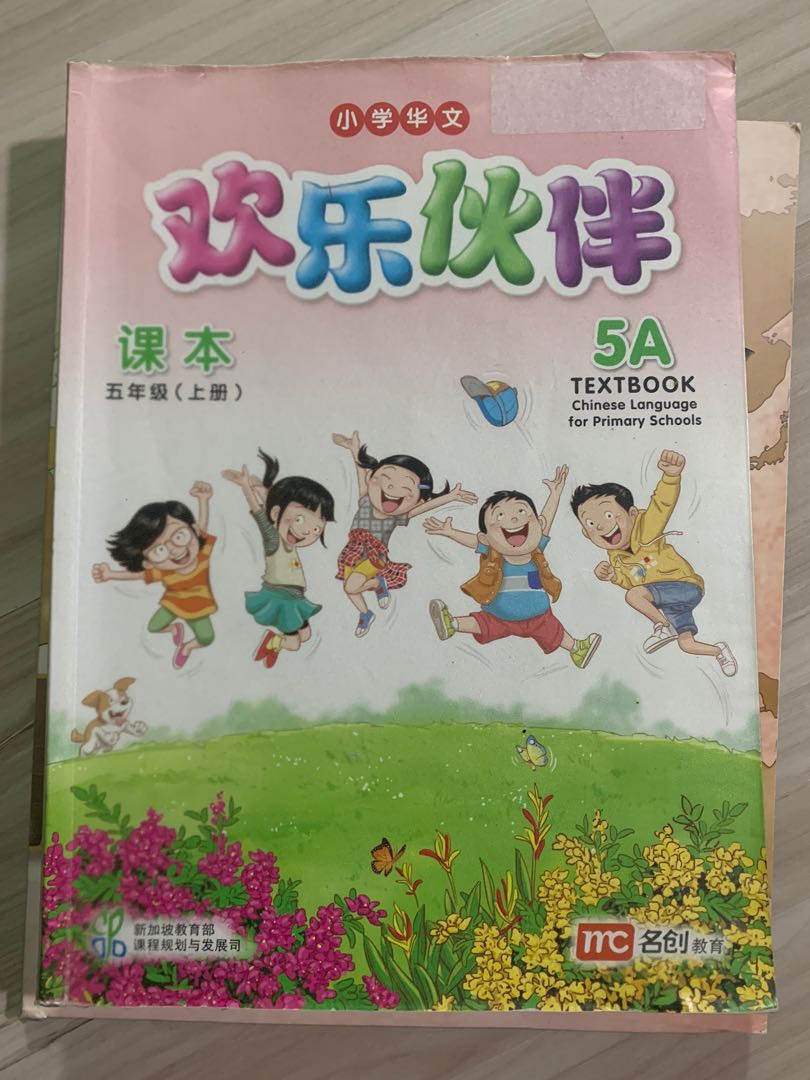 小学华文
欢乐伙伴
课本
五年级（上册）
5A
TEXTBOOK
Chinese Language
for Primary Schools
新加坡教育部
课程规划与发展司
mc 名创教育